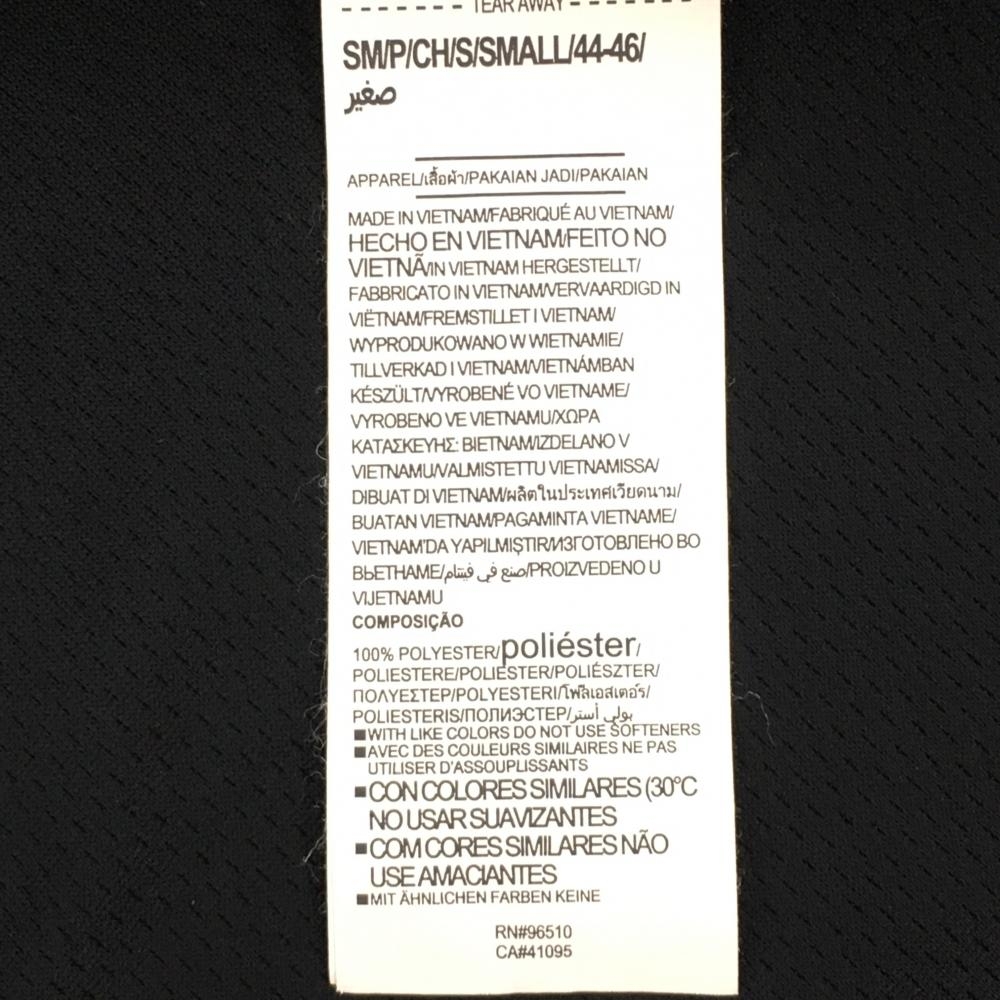 TEAR AWAY
SM/P/CH/S/SMALL/44-46/
صغير
APPAREL/เสื้อผ้า/PAKAIAN JADI/PAKAIAN
MADE IN VIETNAM/FABRIQUÉ AU VIETNAM/
HECHO EN VIETNAM/FEITO NO
VIETNÃ/IN VIETNAM HERGESTELLT/
FABBRICATO IN VIETNAM/VERVAARDIGD IN
VIËTNAM/FREMSTILLET I VIETNAM/
WYPRODUKOWANO W WIETNAMIE/
TILLVERKAD I VIETNAM/VIETNÁMBAN
KÉSZÜLT/VYROBENÉ VO VIETNAME/
VYROBENO VE VIETNAMU/ΧΩΡΑ
ΚΑΤΑΣΚΕΥΗΣ: ΒΙΕΤΝΑΜ/IZDELANO V
VIETNAMU/VALMISTETTU VIETNAMISSA/
DIBUAT DI VIETNAM/ผลิตในประเทศเวียดนาม/
BUATAN VIETNAM/PAGAMINTA VIETNAME/
VIETNAM'DA YAPILMIŞTIR/ИЗГОТОВЛЕНО ВО
ВЬЕТНАМЕ/صنع في فيتنام/PROIZVEDENO U
VIJETNAMU
COMPOSIÇÃO
100% POLYESTER/poliéster/
POLIESTERE/POLIESTER/POLIÉSZTER/
ΠΟΛΥΕΣΤΕΡ/POLYESTERI/โพลีเอสเตอร์/
POLIESTERIS/ПОЛИЭСТЕР/بولي أستر
■WITH LIKE COLORS DO NOT USE SOFTENERS
■AVEC DES COULEURS SIMILAIRES NE PAS
UTILISER D'ASSOUPLISSANTS
■CON COLORES SIMILARES (30°C
NO USAR SUAVIZANTES
■COM CORES SIMILARES NÃO
USE AMACIANTES
■MIT ÄHNLICHEN FARBEN KEINE
RN#96510
CA#41095